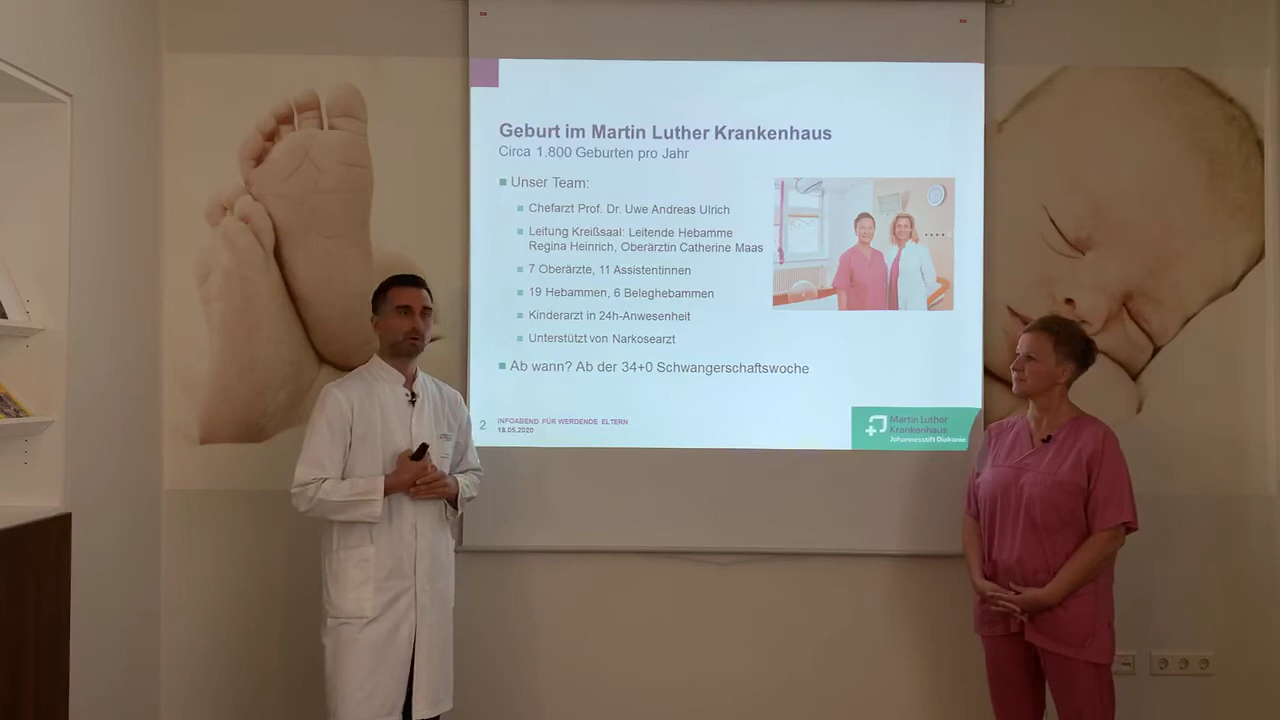 Geburt im Martin Luther Krankenhaus
Circa 1.800 Geburten pro Jahr
Unser Team:
Chefarzt Prof. Dr. Uwe Andreas Ulrich
Leitung Kreißsaal: Leitende Hebamme
Regina Heinrich, Oberärztin Catherine Maas
7 Oberärzte, 11 Assistentinnen
19 Hebammen, 6 Beleghebammen
Kinderarzt in 24h-Anwesenheit
Unterstützt von Narkosearzt
Ab wann? Ab der 34+0 Schwangerschaftswoche
2
INFOABEND FÜR WERDENDE ELTERN
18.05.2020
Martin Luther
Krankenhaus
Johannesstift Diakonie